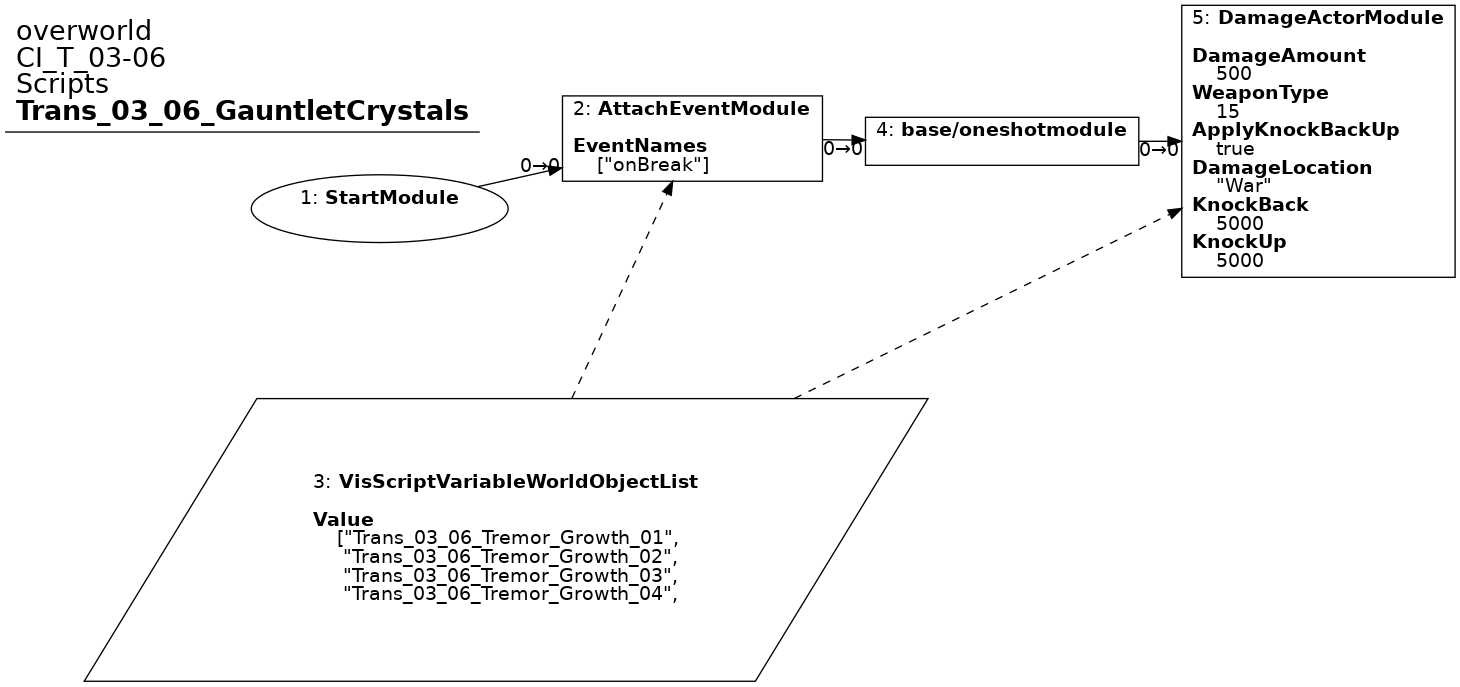 overworld
CI_T_03-06
Scripts
Trans_03_06_GauntletCrystals
1: StartModule
0→0
2: AttachEventModule
EventNames
["onBreak"]
0→0
4: base/oneshotmodule
0→0
5: DamageActorModule
DamageAmount
500
WeaponType
15
ApplyKnockBackUp
true
DamageLocation
"War"
KnockBack
5000
KnockUp
5000
3: VisScriptVariableWorldObjectList
Value
["Trans_03_06_Tremor_Growth_01",
"Trans_03_06_Tremor_Growth_02",
"Trans_03_06_Tremor_Growth_03",
"Trans_03_06_Tremor_Growth_04",